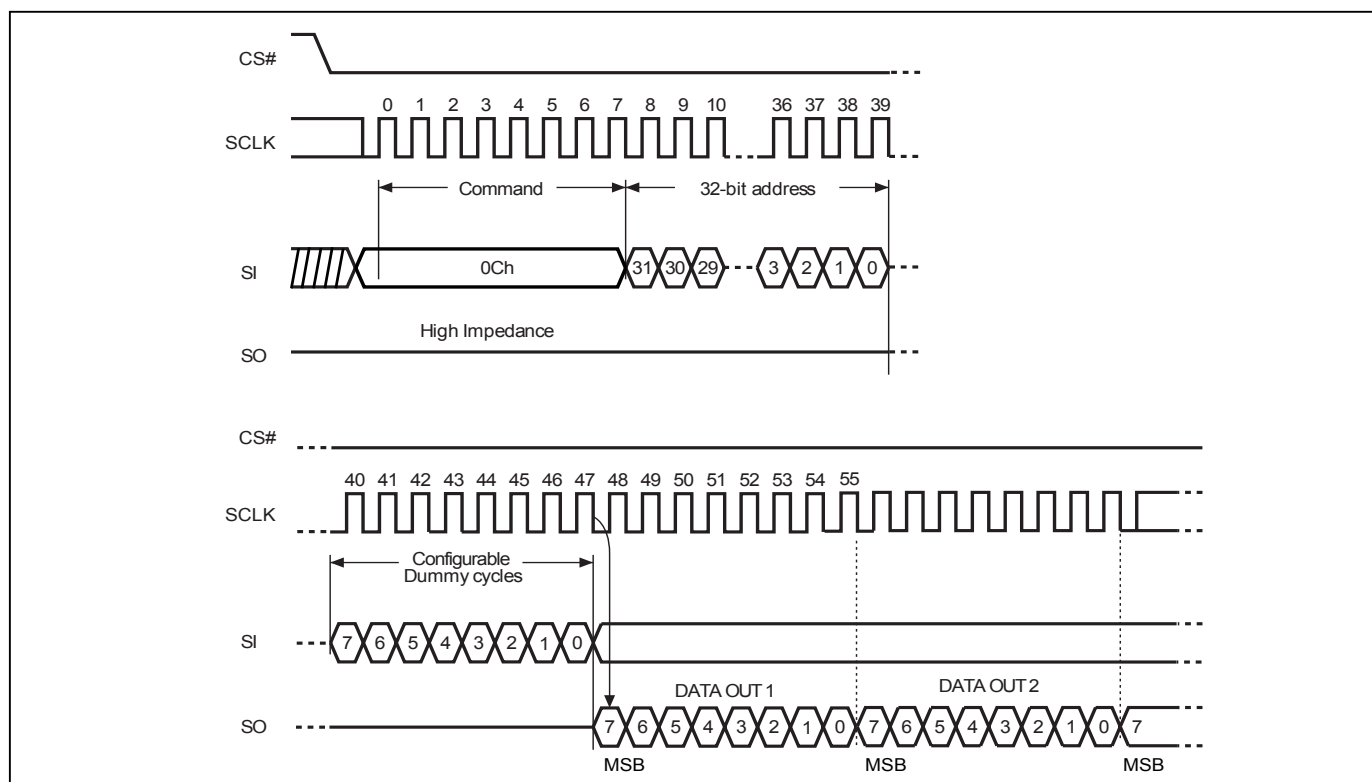 CS#
0 1 2 3 4 5 6 7 8 9 10 36 37 38 39
SCLK
Command 32-bit address
SI 0Ch 31 30 29 3 2 1 0
High Impedance
SO
CS#
40 41 42 43 44 45 46 47 48 49 50 51 52 53 54 55
SCLK
Configurable
Dummy cycles
SI 7 6 5 4 3 2 1 0
DATA OUT 1 DATA OUT 2
SO 7 6 5 4 3 2 1 0 7 6 5 4 3 2 1 0 7
MSB MSB MSB